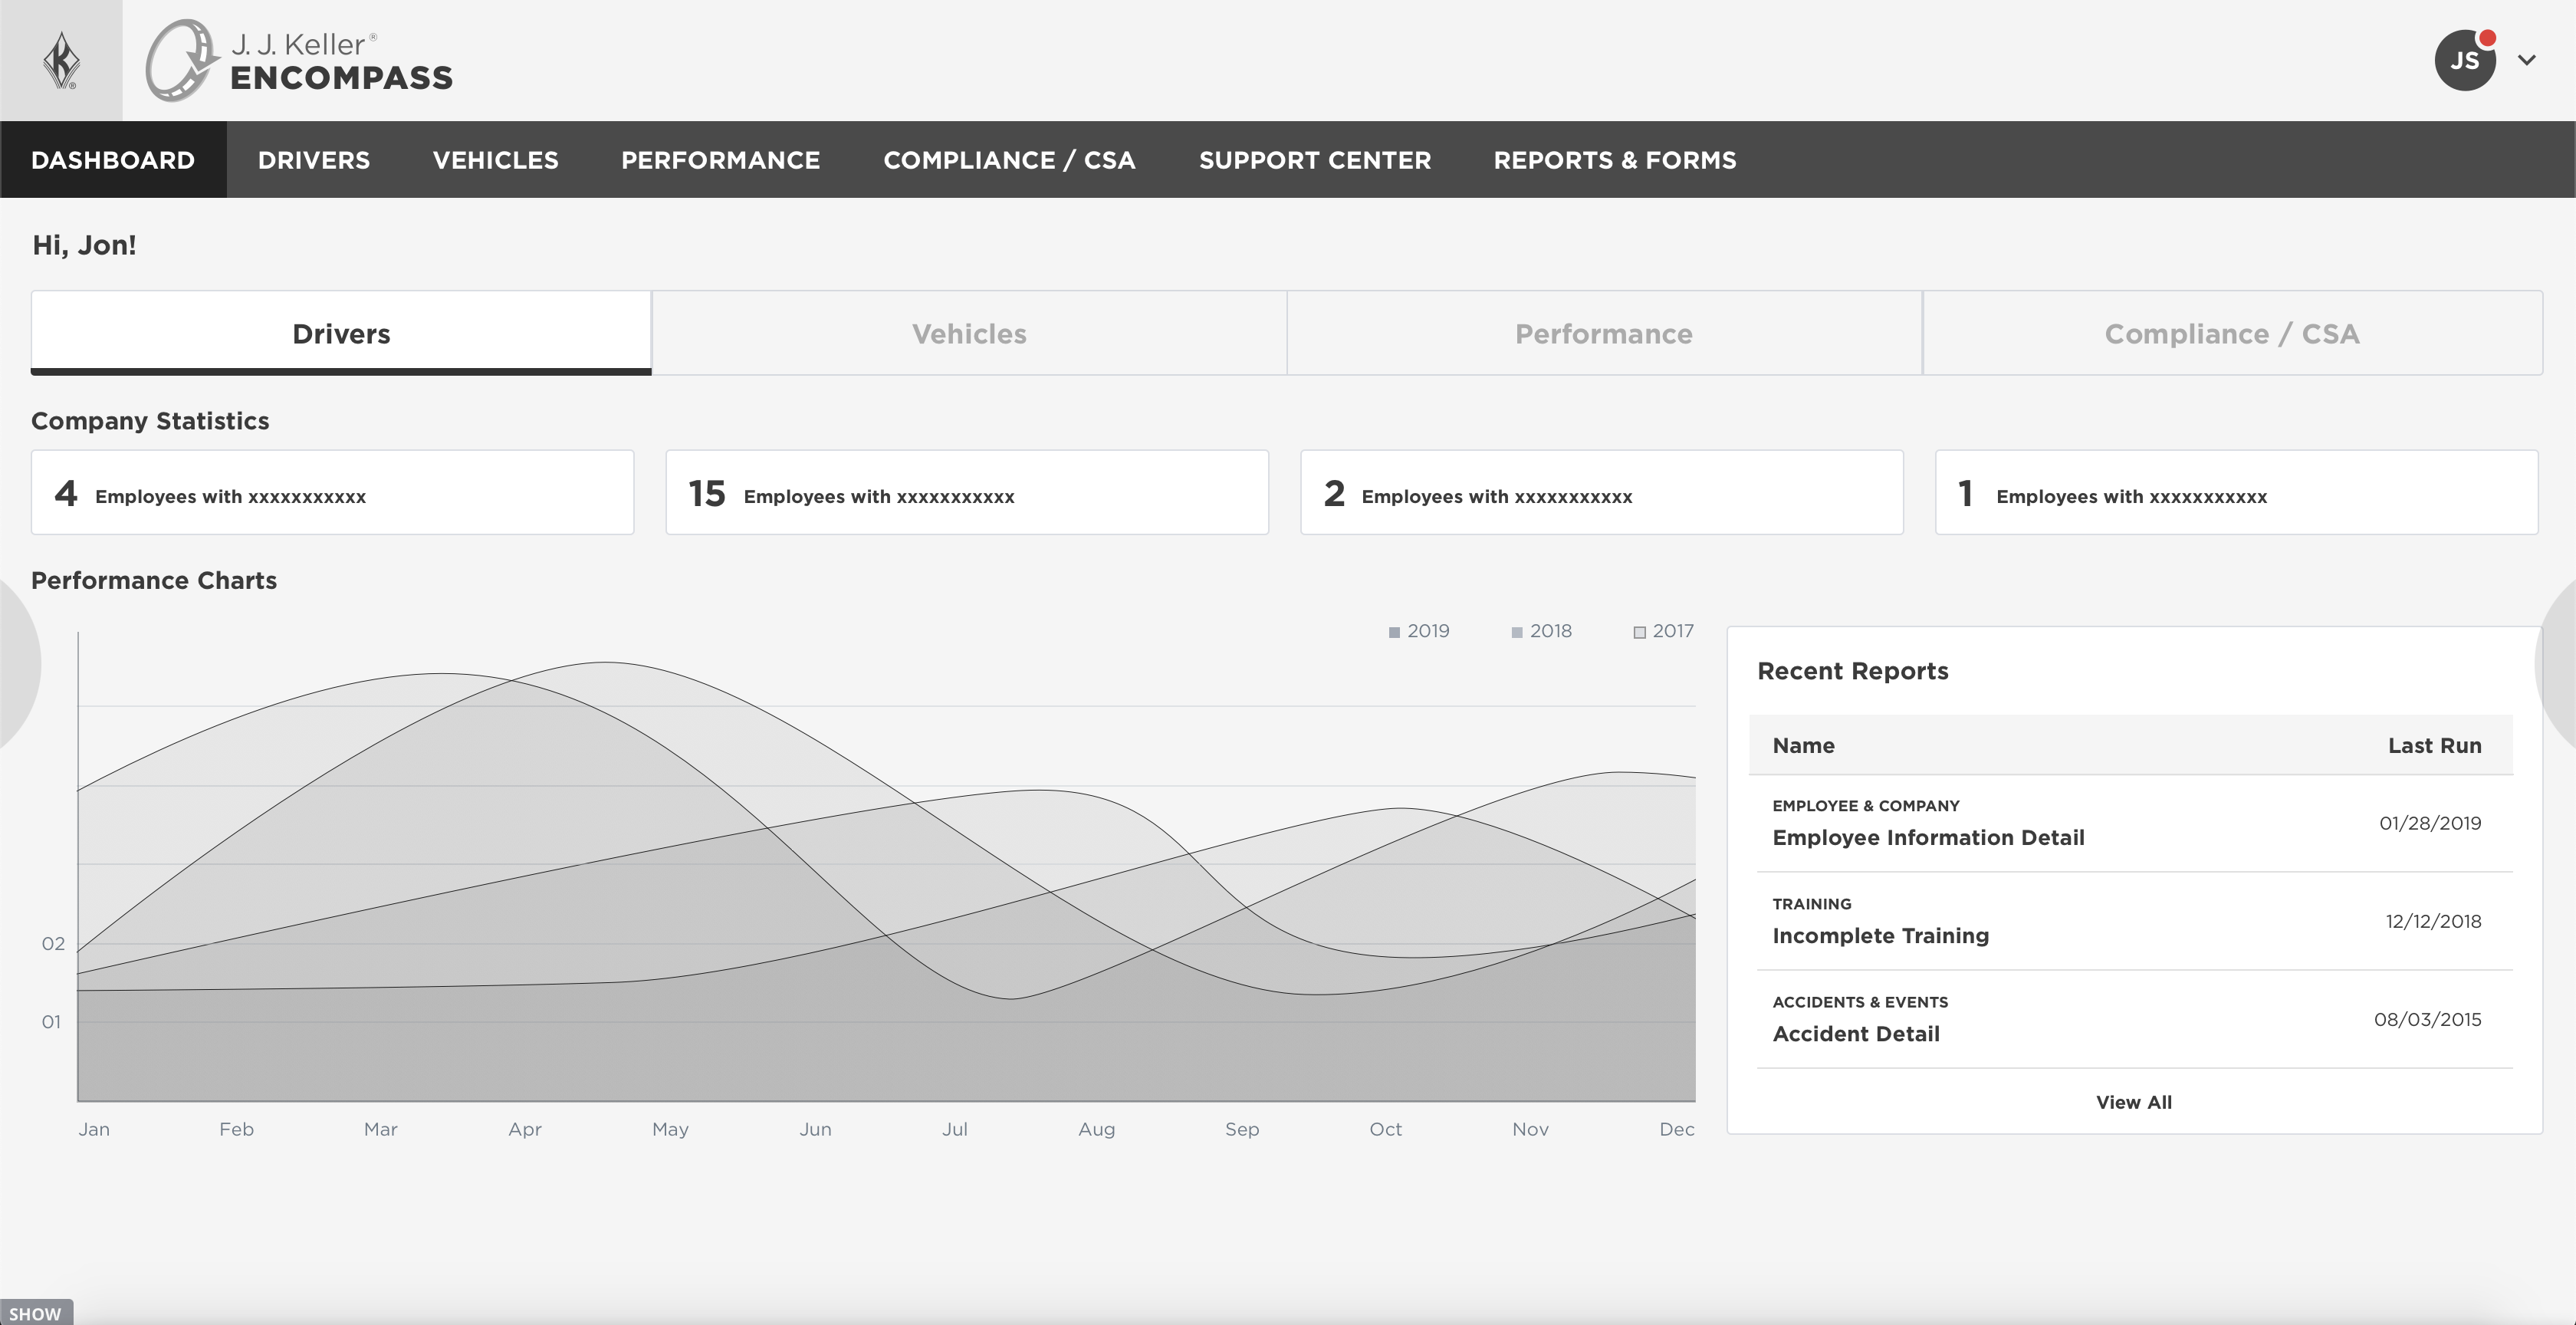 J. J. Keller®
ENCOMPASS
JS
DASHBOARD DRIVERS VEHICLES PERFORMANCE COMPLIANCE / CSA SUPPORT CENTER REPORTS & FORMS
Hi, Jon!
Drivers Vehicles Performance Compliance / CSA
Company Statistics
4 Employees with xxxxxxxxxxx
15 Employees with xxxxxxxxxxx
2 Employees with xxxxxxxxxxx
1 Employees with xxxxxxxxxxx
Performance Charts
2019 2018 2017
02
01
Jan Feb Mar Apr May Jun Jul Aug Sep Oct Nov Dec
Recent Reports
Name Last Run
EMPLOYEE & COMPANY
Employee Information Detail 01/28/2019
TRAINING
Incomplete Training 12/12/2018
ACCIDENTS & EVENTS
Accident Detail 08/03/2015
View All
SHOW